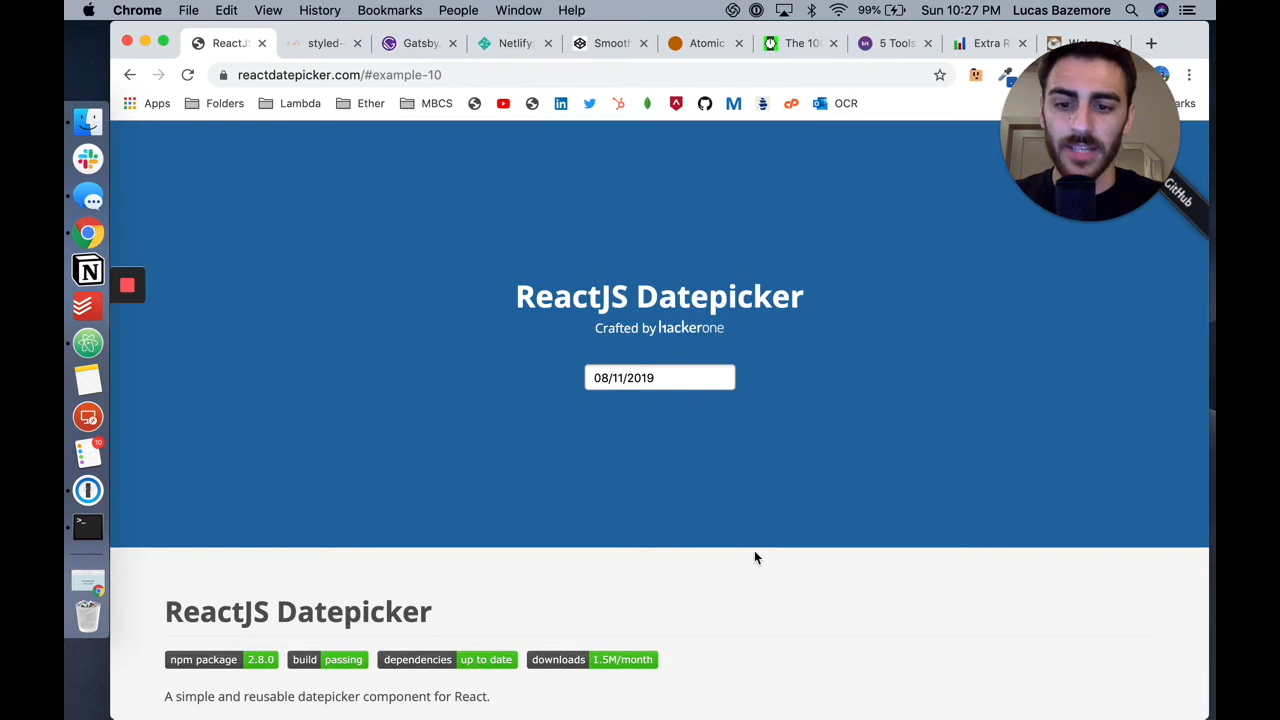 Chrome File Edit View History Bookmarks People Window Help 99% Sun 10:27 PM Lucas Bazemore
ReactJ styled- Gatsby. Netlify: Smooth Atomic The 10 5 Tools Extra R
reactdatepicker.com/#example-10
Apps Folders Lambda Ether MBCS OCR
GitHub
ReactJS Datepicker
Crafted by hackerone
08/11/2019
10
ReactJS Datepicker
npm package 2.8.0 build passing dependencies up to date downloads 1.5M/month
A simple and reusable datepicker component for React.